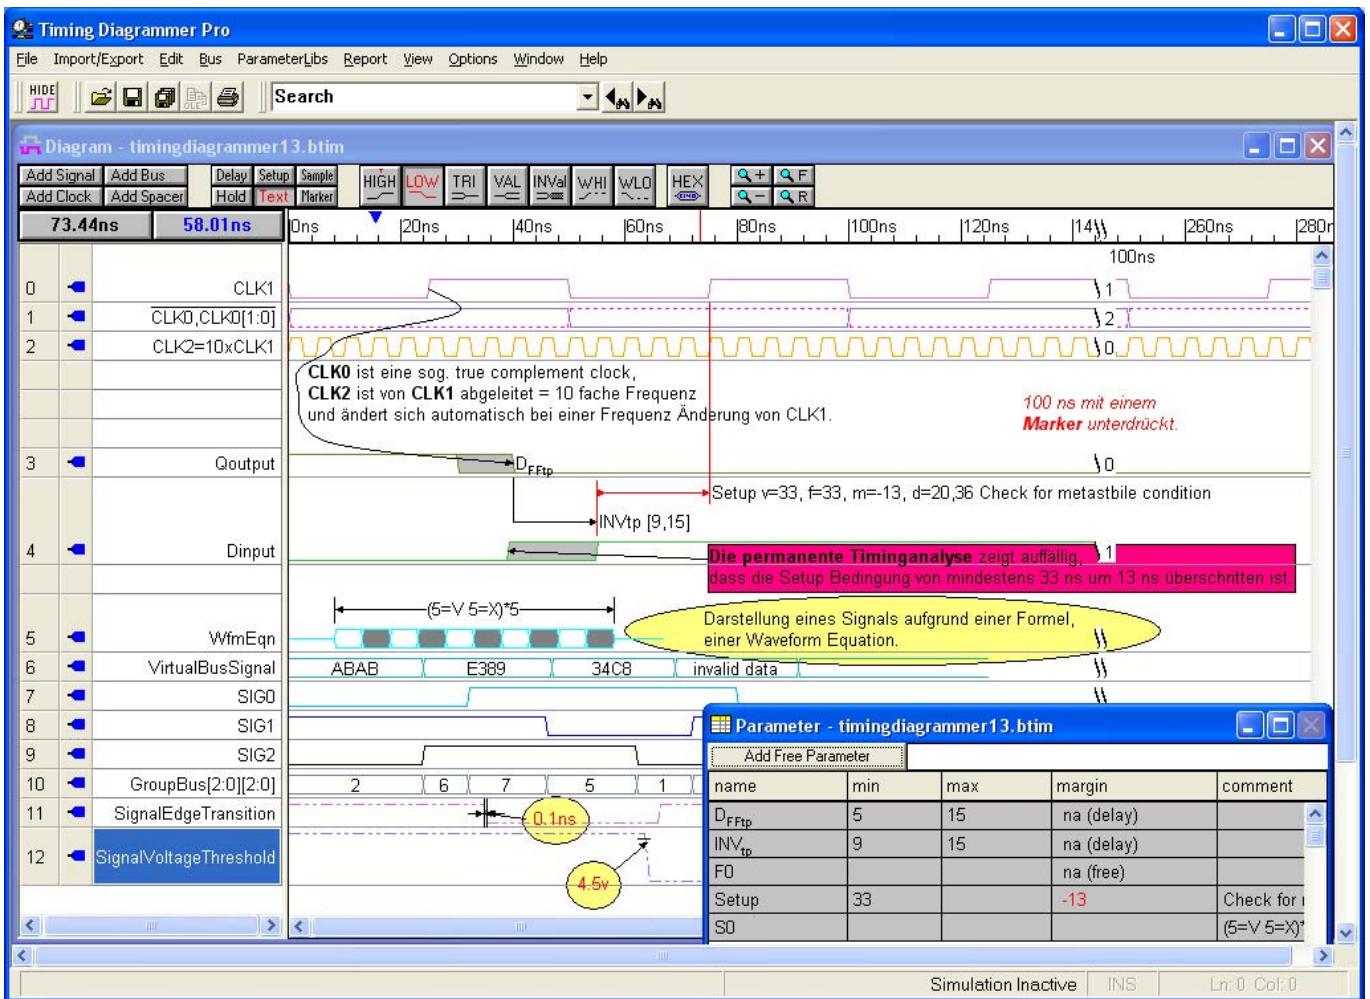 Timing Diagrammer Pro
File Import/Export Edit Bus ParameterLibs Report View Options Window Help
HIDE Search
Diagram - timingdiagrammer13.btim
Add Signal Add Bus Delay Setup Sample HIGH LOW TRI VAL INVal WHI WLO HEX + F
Add Clock Add Spacer Hold Text Marker - R
73.44ns 58.01ns 0ns 20ns 40ns 60ns 80ns 100ns 120ns 14 260ns 280n
100ns
0 CLK1 1
1 CLK0,CLK0[1:0] 2
2 CLK2=10xCLK1 0
CLK0 ist eine sog. true complement clock,
CLK2 ist von CLK1 abgeleitet = 10 fache Frequenz
und ändert sich automatisch bei einer Frequenz Änderung von CLK1.
100 ns mit einem
Marker unterdrückt.
3 Qoutput DFFtp 0
Setup v=33, f=33, m=-13, d=20,36 Check for metastbile condition
INVtp [9,15]
4 Dinput 1
Die permanente Timinganalyse zeigt auffällig,
dass die Setup Bedingung von mindestens 33 ns um 13 ns überschritten ist.
(5=V 5=X)*5
Darstellung eines Signals aufgrund einer Formel,
einer Waveform Equation.
5 WfmEqn
6 VirtualBusSignal ABAB E389 34C8 invalid data
7 SIG0
8 SIG1
9 SIG2
10 GroupBus[2:0][2:0] 2 6 7 5 1
11 SignalEdgeTransition 0.1ns
12 SignalVoltageThreshold 4.5v
Parameter - timingdiagrammer13.btim
Add Free Parameter
name min max margin comment
DFFtp 5 15 na (delay)
INVtp 9 15 na (delay)
F0 na (free)
Setup 33 -13 Check for
S0 (5=V 5=X)*
Simulation Inactive INS Ln: 0 Col: 0